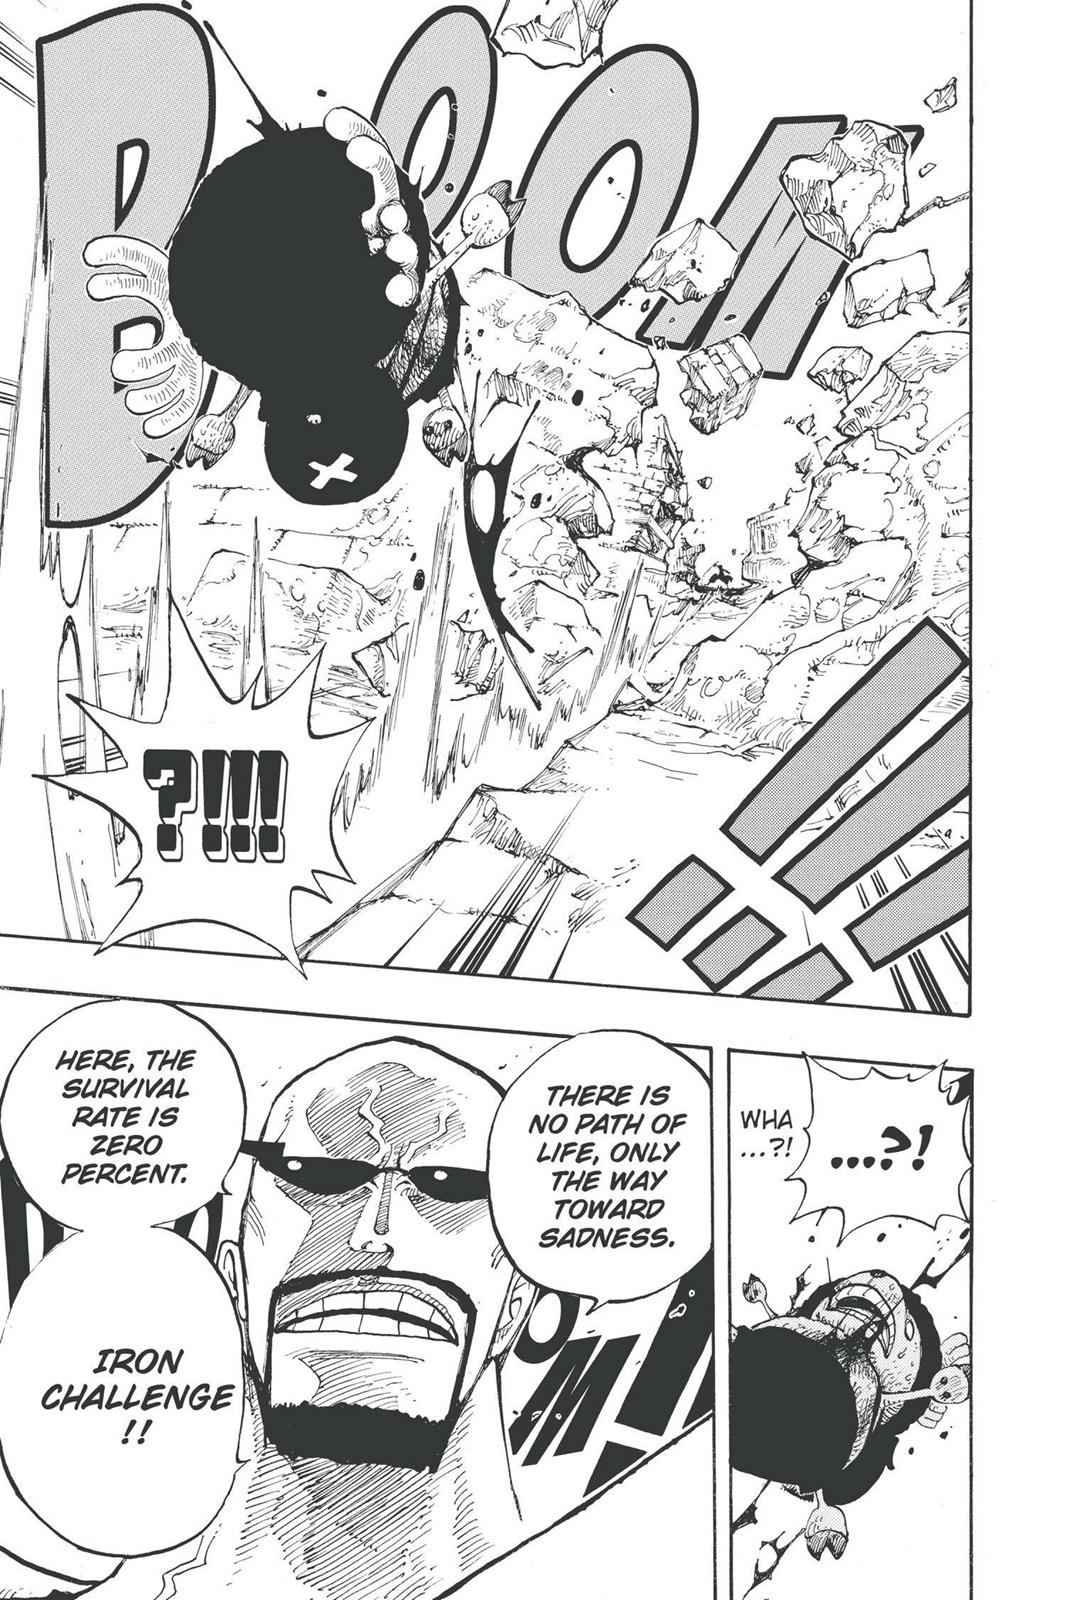 BOOM!!!!!!
?!!!
WHA
...?!
....?!
THERE IS
NO PATH OF
LIFE, ONLY
THE WAY
TOWARD
SADNESS.
HERE, THE
SURVIVAL
RATE IS
ZERO
PERCENT.
IRON
CHALLENGE
!!